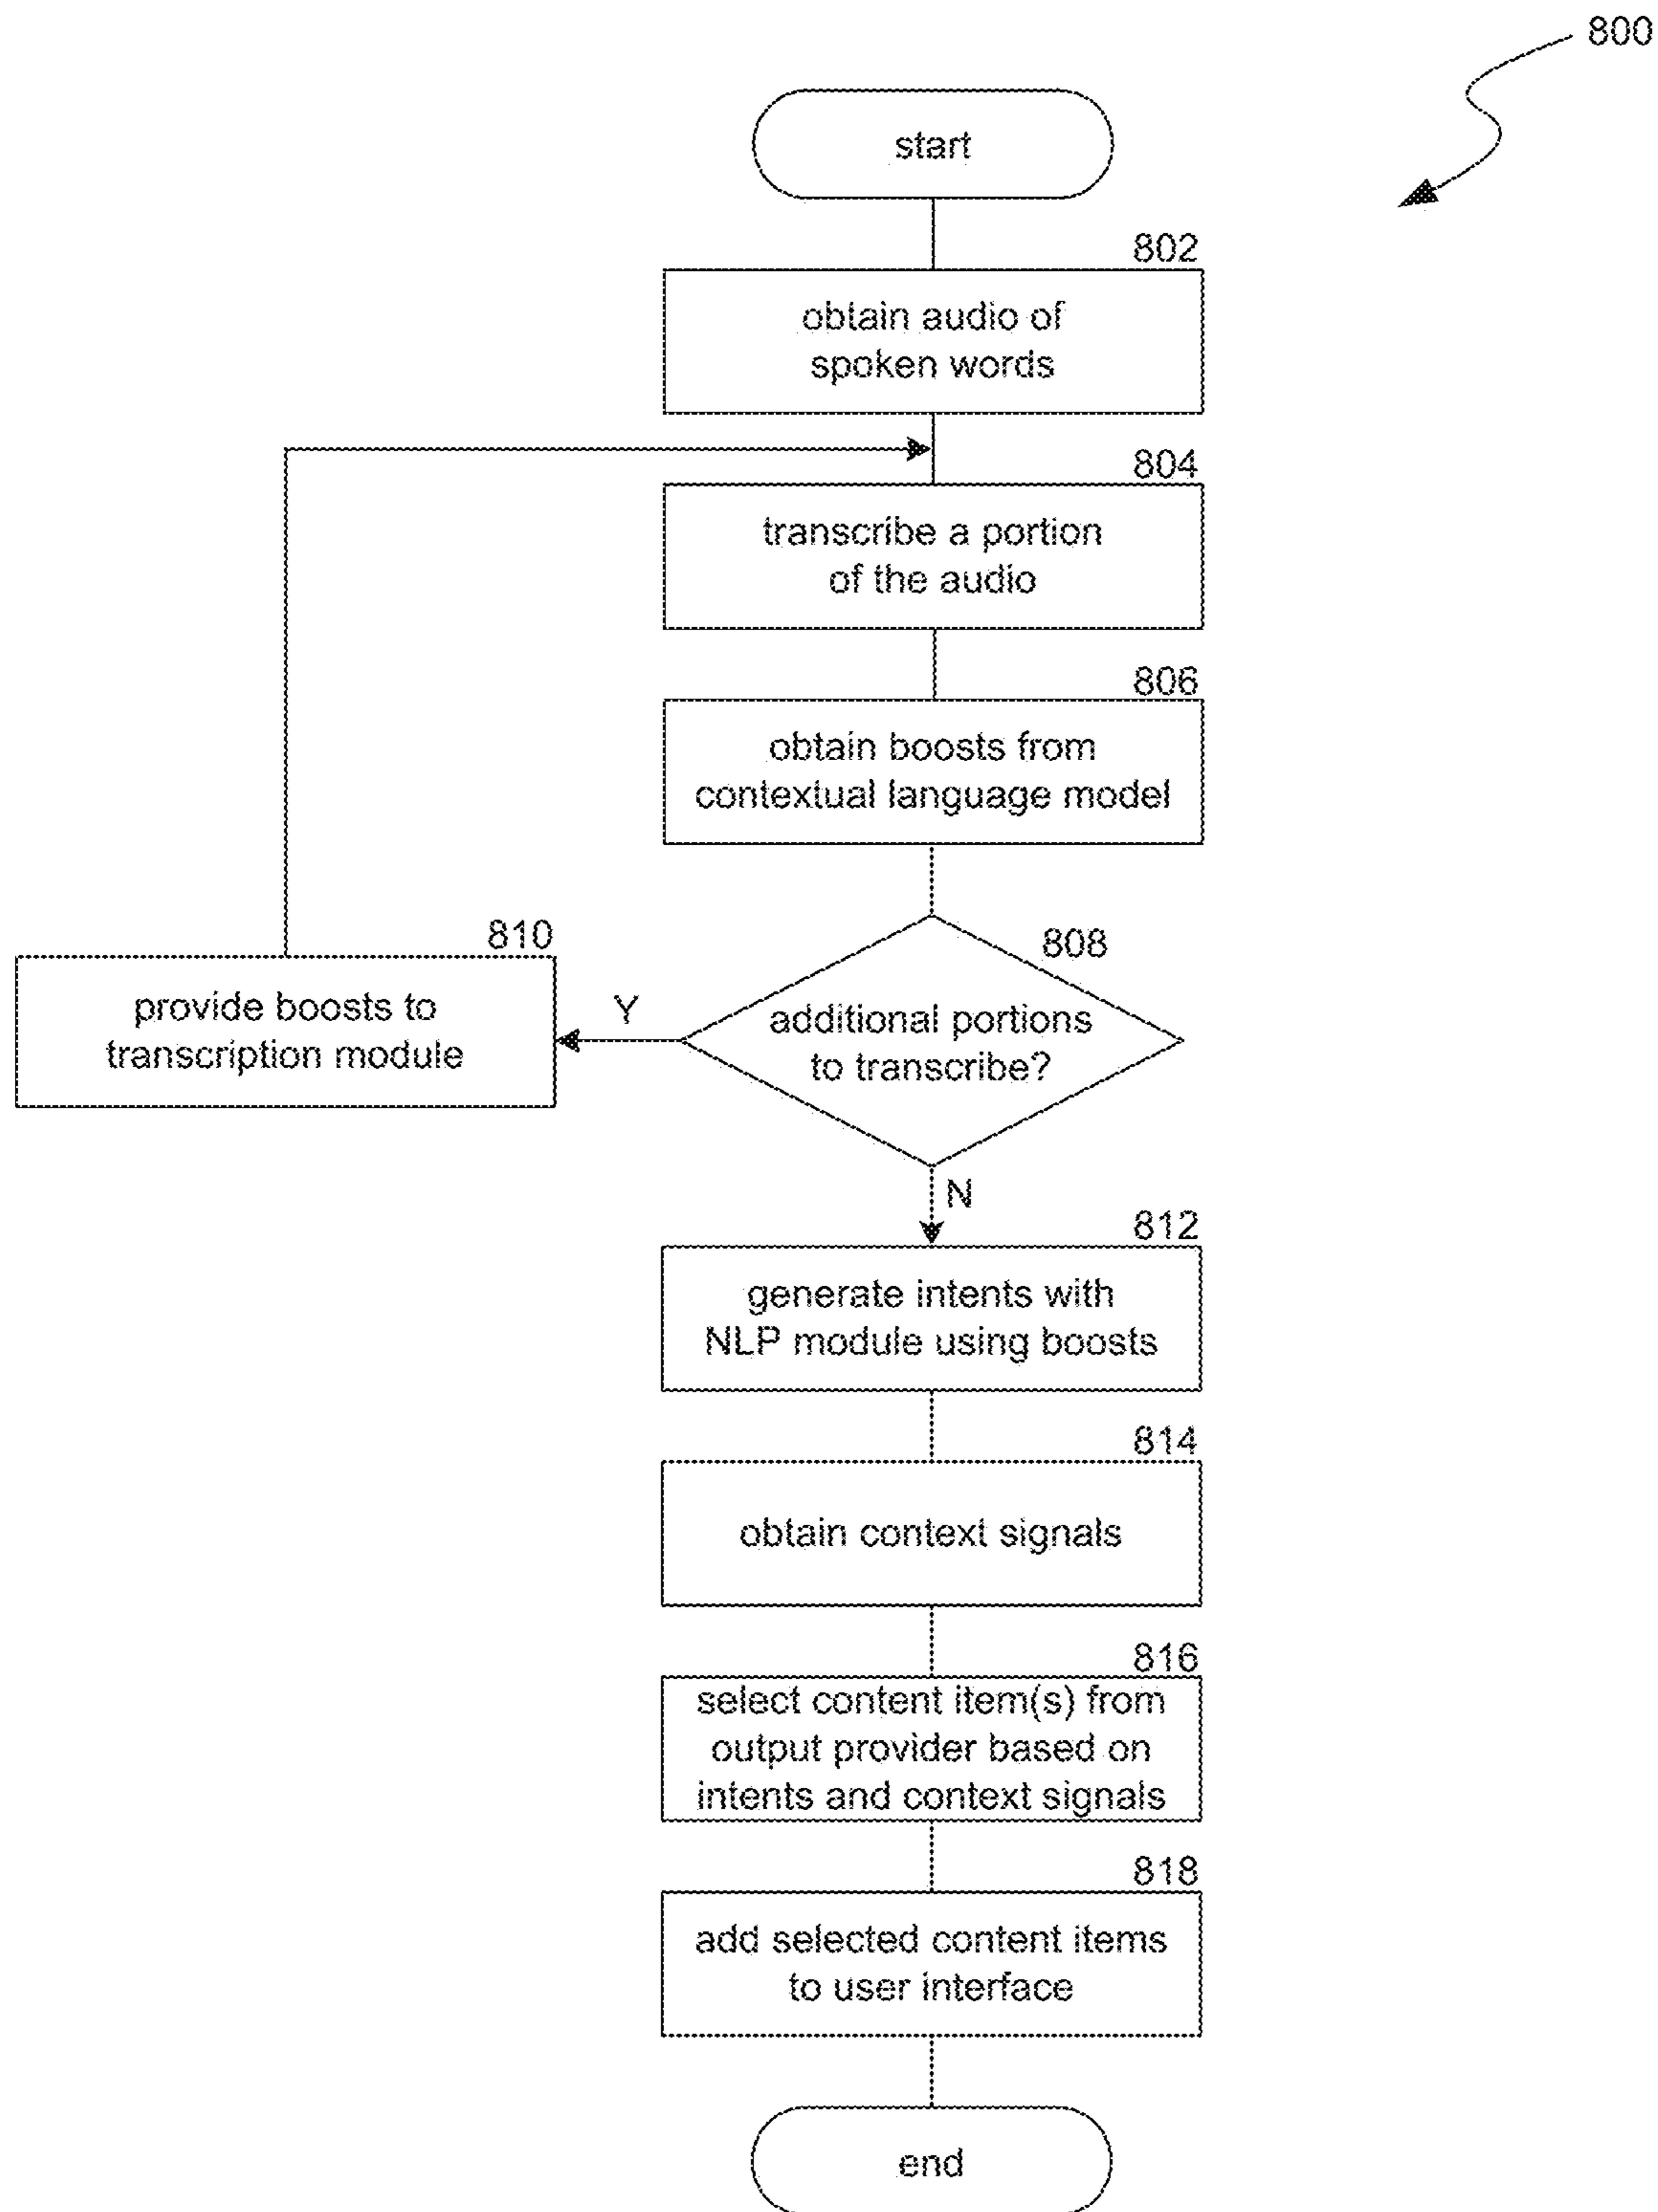 800
start
802
obtain audio of
spoken words
804
transcribe a portion
of the audio
806
obtain boosts from
contextual language model
810
provide boosts to
transcription module
Y
808
additional portions
to transcribe?
N
812
generate intents with
NLP module using boosts
814
obtain context signals
816
select content item(s) from
output provider based on
intents and context signals
818
add selected content items
to user interface
end